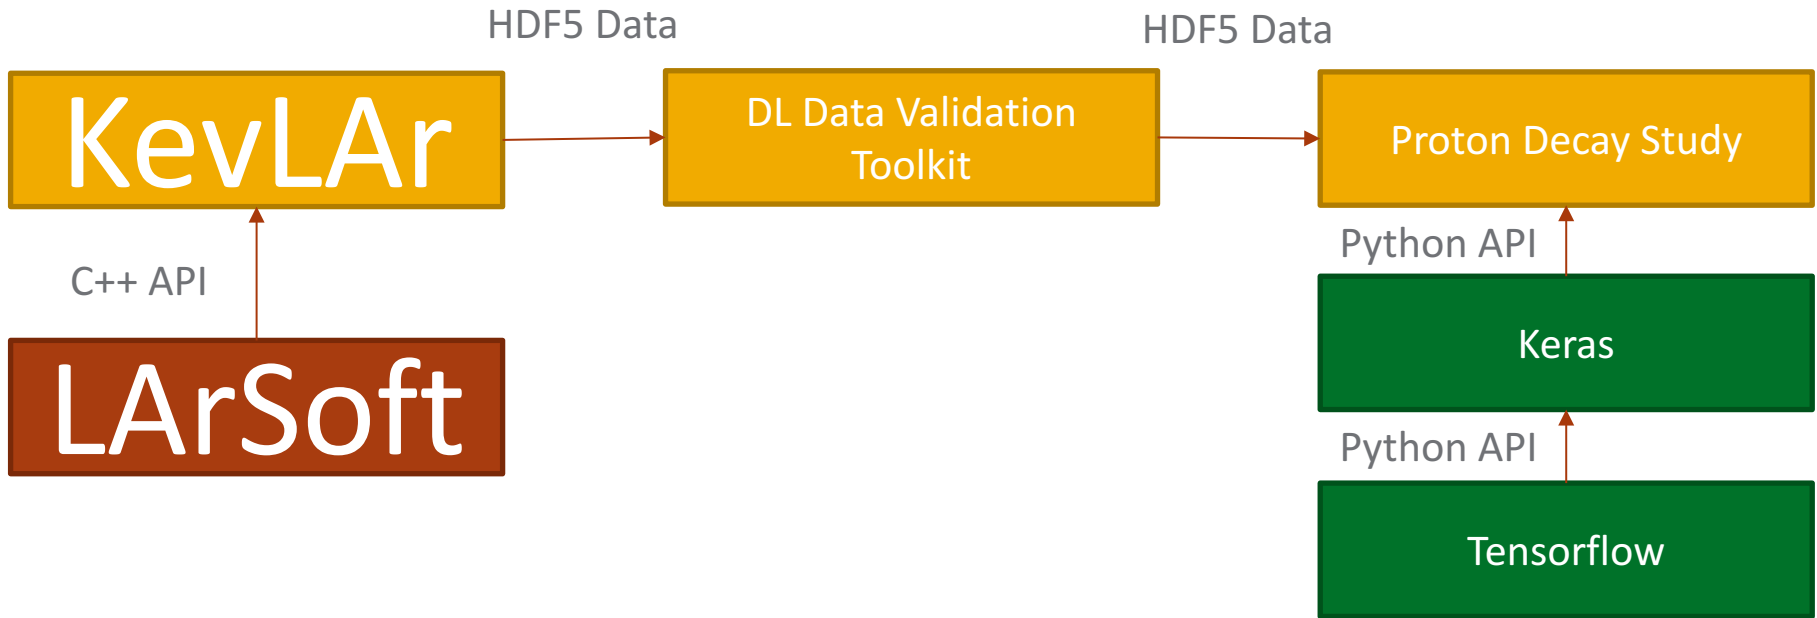 HDF5 Data
HDF5 Data
KevLAr
DL Data Validation
Toolkit
Proton Decay Study
C++ API
Python API
LArSoft
Keras
Python API
Tensorflow